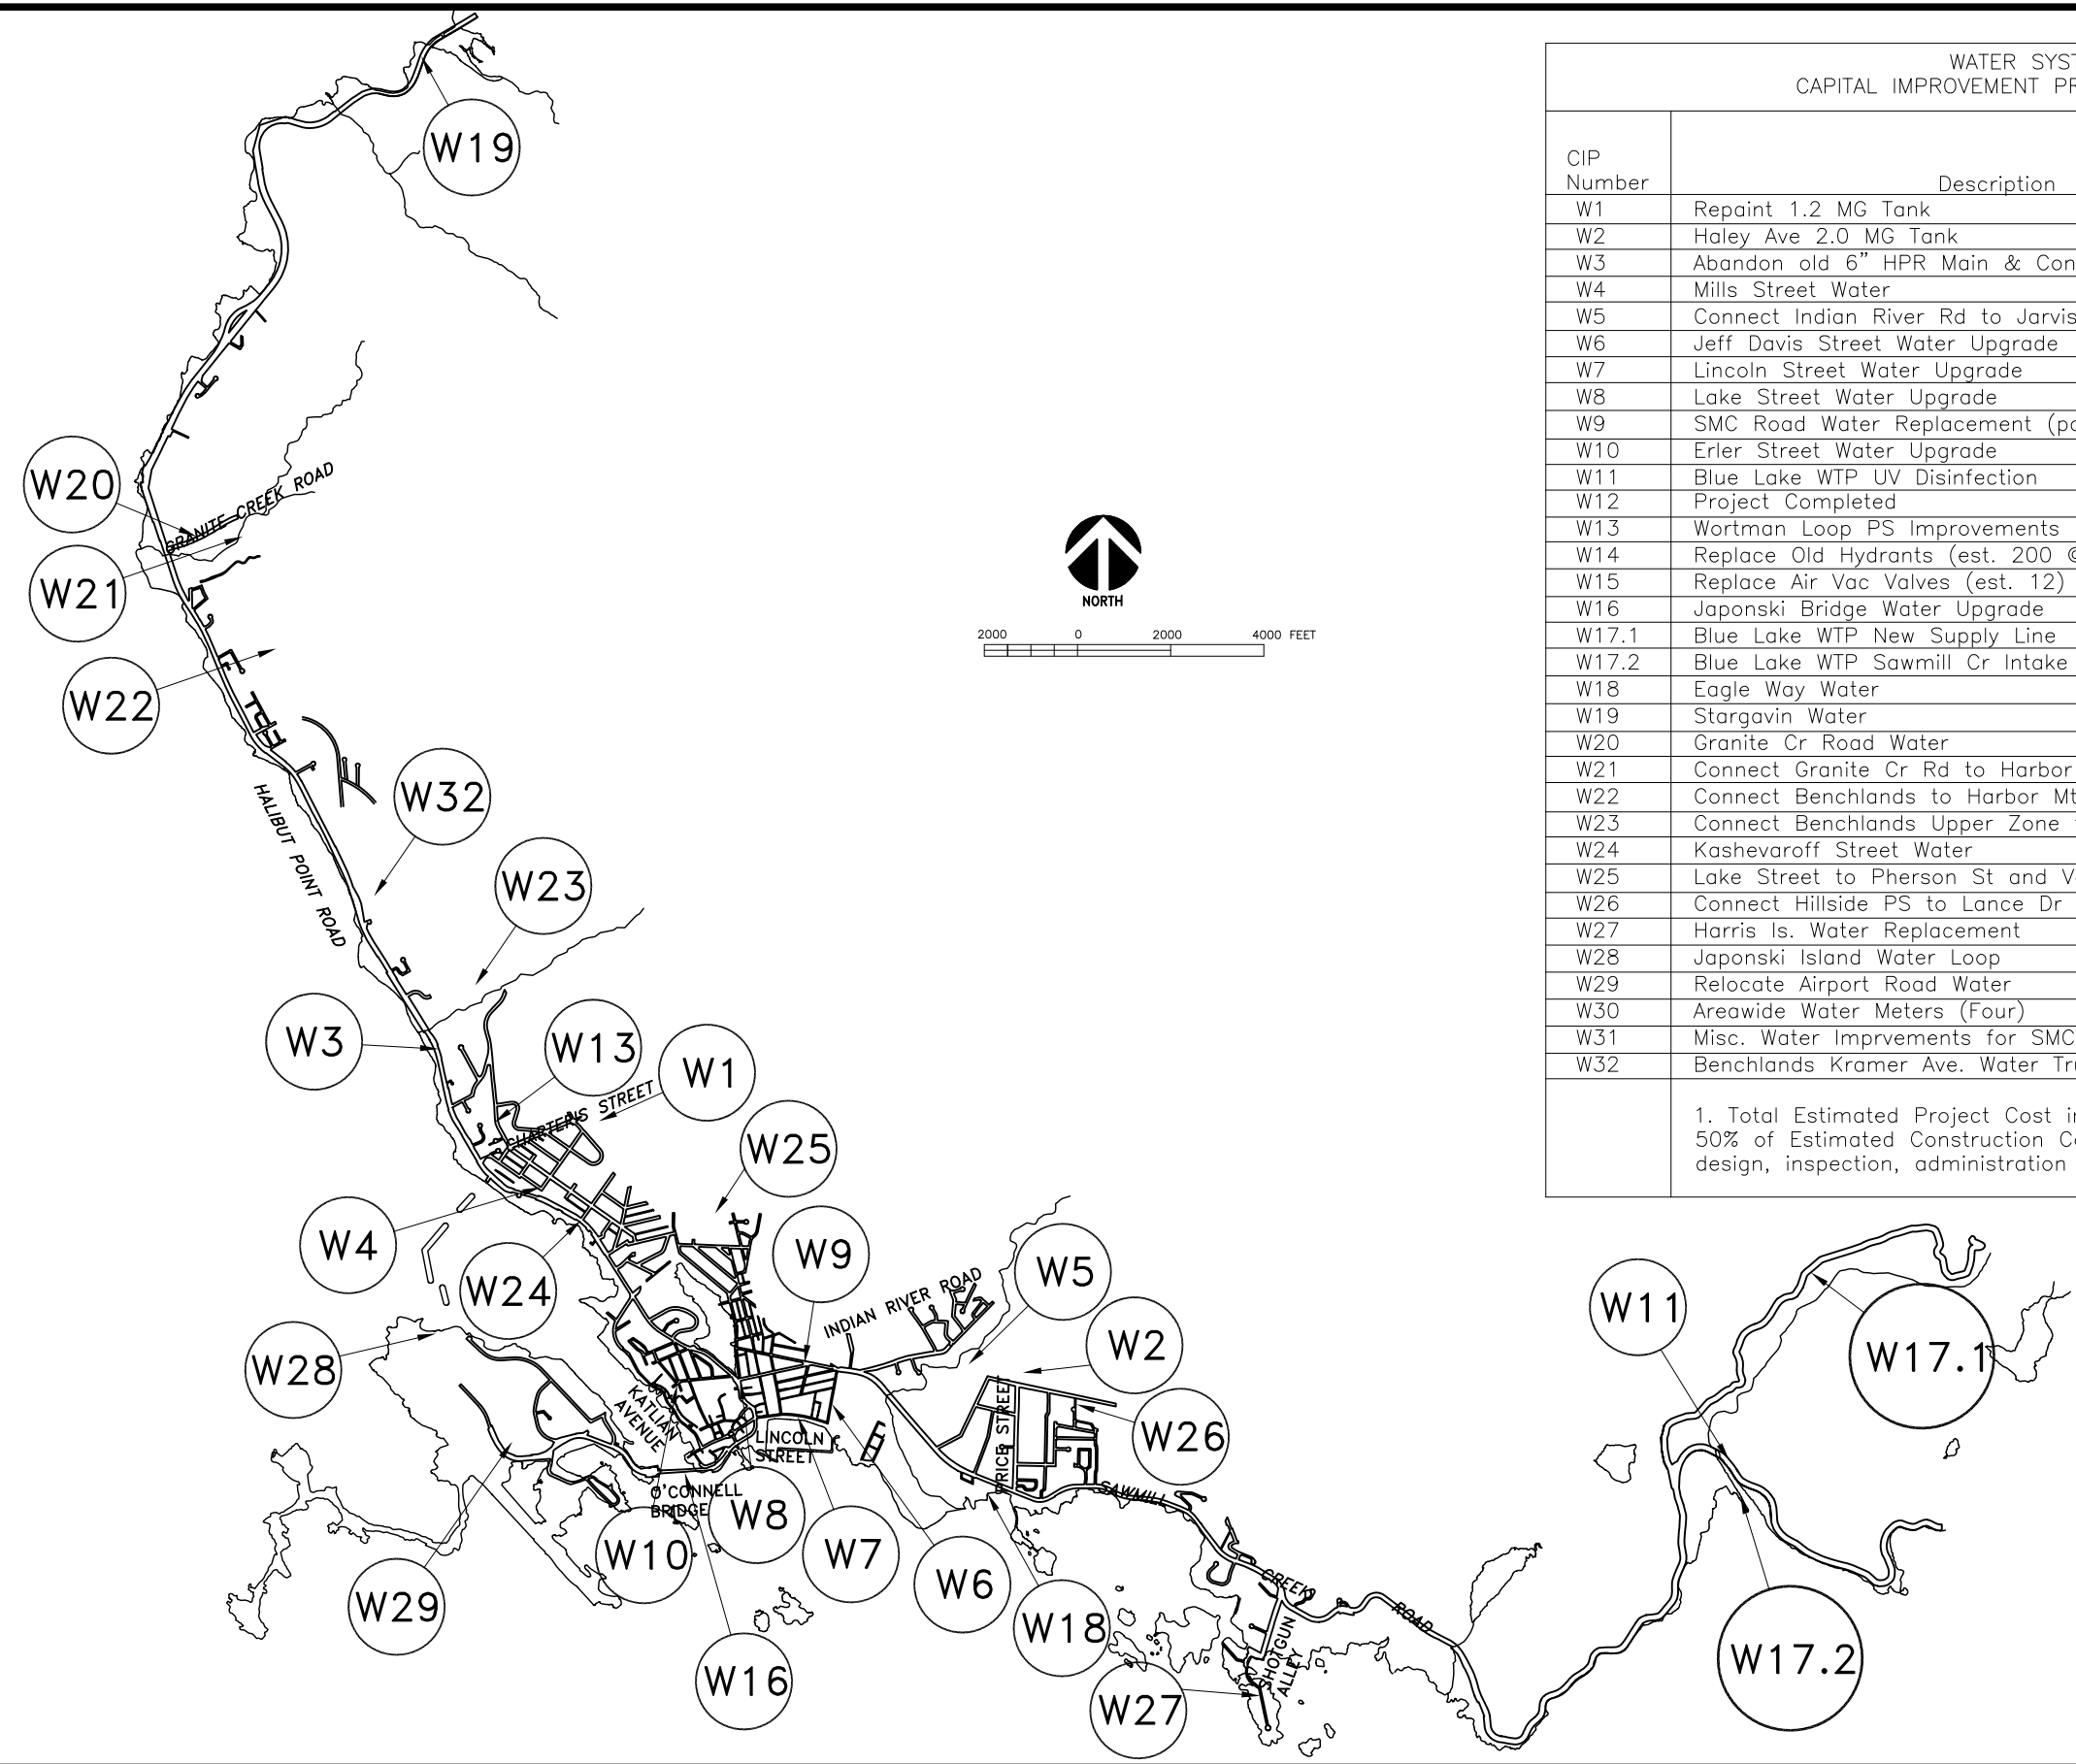 W19
W20
GRANITE CREEK ROAD
W21
W22
W32
HALIBUT POINT ROAD
W23
W3
W13
W1
CHARTERIS STREET
W25
W4
W24
W9
INDIAN RIVER ROAD
W5
W2
W28
KATLIAN
AVENUE
LINCOLN
STREET
PRICE STREET
W26
O'CONNELL
BRIDGE
W8
W10
W7
W6
W29
W16
W18
SAWMILL
CREEK
ROAD
SHOTGUN
ALLEY
W27
W11
W17.1
W17.2
NORTH
2000 0 2000 4000 FEET
WATER SYST
CAPITAL IMPROVEMENT PR
CIP
Number Description
W1 Repaint 1.2 MG Tank
W2 Haley Ave 2.0 MG Tank
W3 Abandon old 6" HPR Main & Con
W4 Mills Street Water
W5 Connect Indian River Rd to Jarvis
W6 Jeff Davis Street Water Upgrade
W7 Lincoln Street Water Upgrade
W8 Lake Street Water Upgrade
W9 SMC Road Water Replacement
W10 Erler Street Water Upgrade
W11 Blue Lake WTP UV Disinfection
W12 Project Completed
W13 Wortman Loop PS Improvements
W14 Replace Old Hydrants (est. 200
W15 Replace Air Vac Valves (est. 12)
W16 Japonski Bridge Water Upgrade
W17.1 Blue Lake WTP New Supply Line
W17.2 Blue Lake WTP Sawmill Cr Intake
W18 Eagle Way Water
W19 Stargavin Water
W20 Granite Cr Road Water
W21 Connect Granite Cr Rd to Harbor
W22 Connect Benchlands to Harbor Mt
W23 Connect Benchlands Upper Zone
W24 Kashevaroff Street Water
W25 Lake Street to Pherson St and V
W26 Connect Hillside PS to Lance Dr
W27 Harris Is. Water Replacement
W28 Japonski Island Water Loop
W29 Relocate Airport Road Water
W30 Areawide Water Meters (Four)
W31 Misc. Water Imprvements for SMC
W32 Benchlands Kramer Ave. Water Tr
1. Total Estimated Project Cost in
50% of Estimated Construction Co
design, inspection, administration